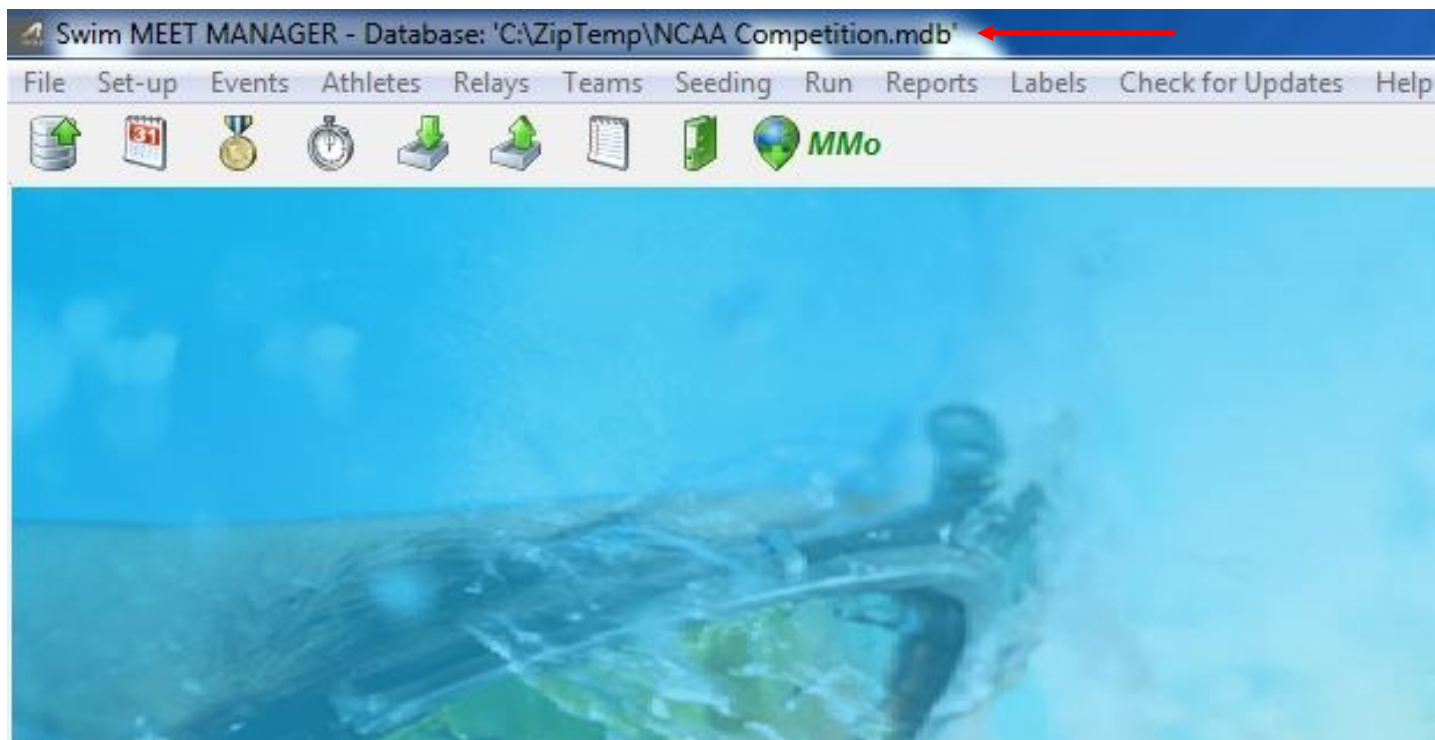 Swim MEET MANAGER - Database: 'C:\ZipTemp\NCAA Competition.mdb'
File Set-up Events Athletes Relays Teams Seeding Run Reports Labels Check for Updates Help
31 MMo